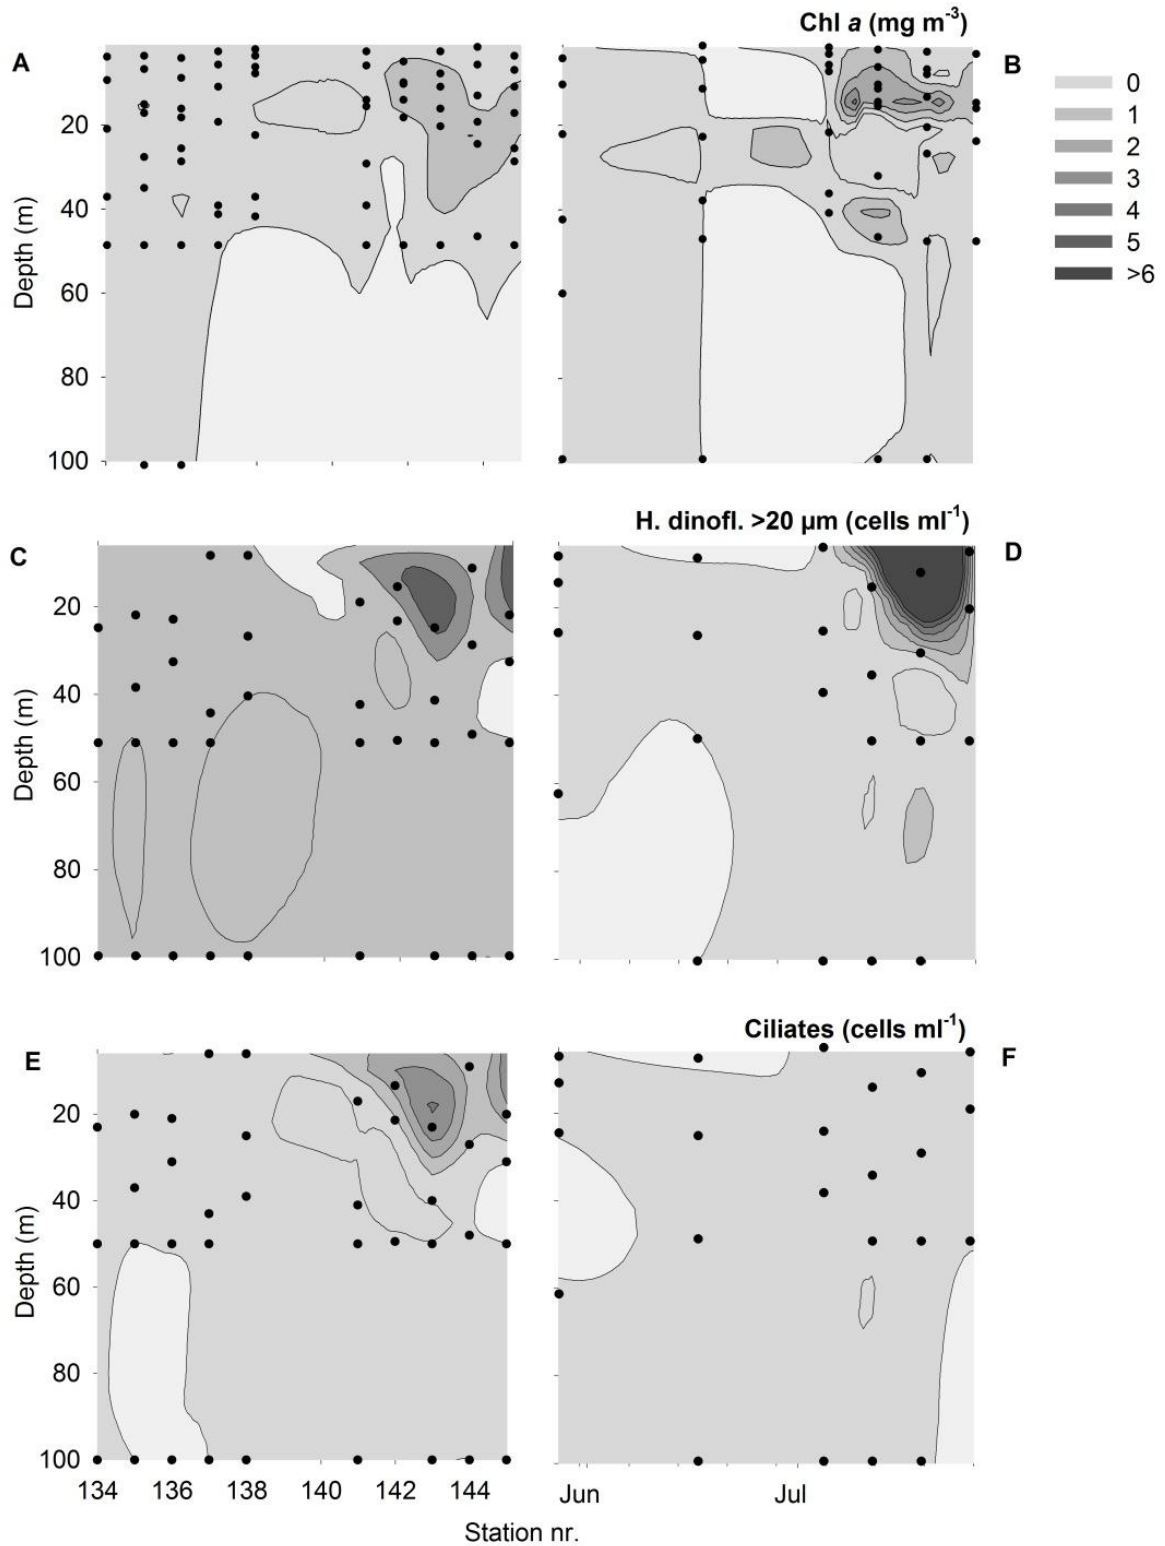 Chl a (mg m-3)
A
B
0
1
2
3
4
5
>6
20
40
60
80
100
Depth (m)
H. dinofl. >20 µm (cells ml-1)
C
D
20
40
60
80
100
Depth (m)
Ciliates (cells ml-1)
E
F
20
40
60
80
100
Depth (m)
134 136 138 140 142 144
Jun Jul
Station nr.